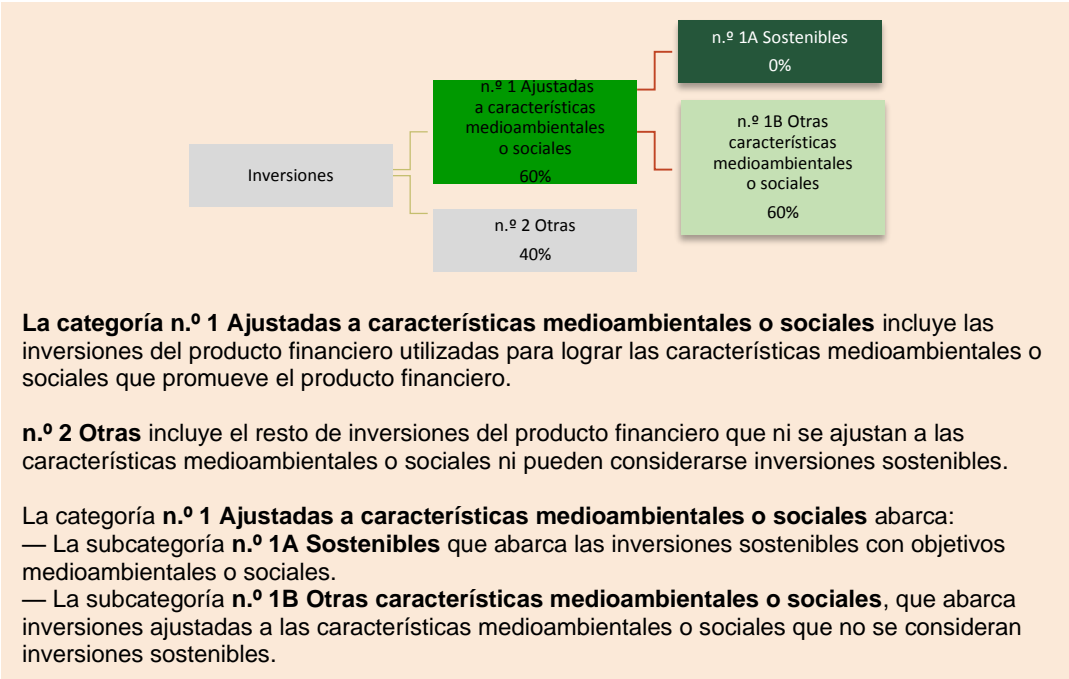 n.º 1A Sostenibles
0%
n.º 1 Ajustadas
a características
medioambientales
o sociales
60%
n.º 1B Otras
características
medioambientales
o sociales
60%
Inversiones
n.º 2 Otras
40%
La categoría n.º 1 Ajustadas a características medioambientales o sociales incluye las
inversiones del producto financiero utilizadas para lograr las características medioambientales o
sociales que promueve el producto financiero.
n.º 2 Otras incluye el resto de inversiones del producto financiero que ni se ajustan a las
características medioambientales o sociales ni pueden considerarse inversiones sostenibles.
La categoría n.º 1 Ajustadas a características medioambientales o sociales abarca:
— La subcategoría n.º 1A Sostenibles que abarca las inversiones sostenibles con objetivos
medioambientales o sociales.
— La subcategoría n.º 1B Otras características medioambientales o sociales, que abarca
inversiones ajustadas a las características medioambientales o sociales que no se consideran
inversiones sostenibles.